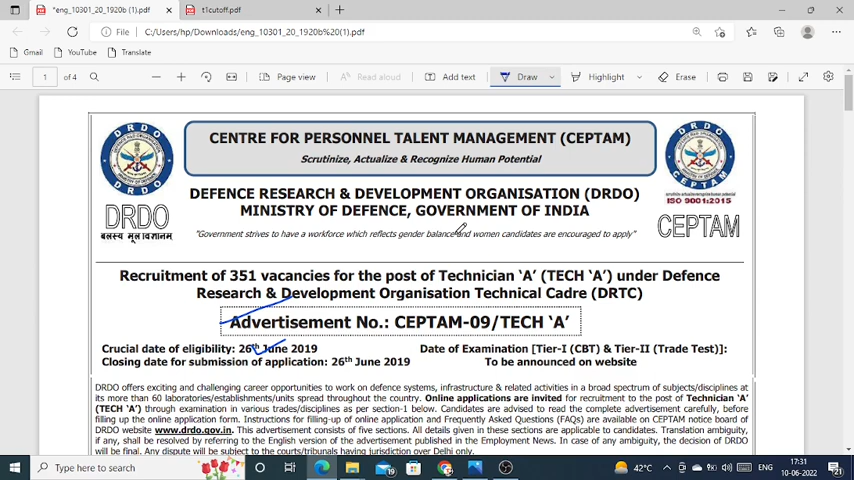 *eng_10301_20_1920b (1).pdf
t1cutoff.pdf
File
C:/Users/hp/Downloads/eng_10301_20_1920b%20(1).pdf
Gmail
YouTube
Translate
1 of 4
Page view
Read aloud
Add text
Draw
Highlight
Erase
DRDO
DRDO
DRDO
बलस्य मूलं विज्ञानम्
CENTRE FOR PERSONNEL TALENT MANAGEMENT (CEPTAM)
Scrutinize, Actualize & Recognize Human Potential
DRDO
CEPTAM
ISO 9001:2015
CEPTAM
DEFENCE RESEARCH & DEVELOPMENT ORGANISATION (DRDO)
MINISTRY OF DEFENCE, GOVERNMENT OF INDIA
"Government strives to have a workforce which reflects gender balance and women candidates are encouraged to apply"
Recruitment of 351 vacancies for the post of Technician 'A' (TECH 'A') under Defence
Research & Development Organisation Technical Cadre (DRTC)
Advertisement No.: CEPTAM-09/TECH 'A'
Crucial date of eligibility: 26th June 2019
Date of Examination [Tier-I (CBT) & Tier-II (Trade Test)]:
Closing date for submission of application: 26th June 2019
To be announced on website
DRDO offers exciting and challenging career opportunities to work on defence systems, infrastructure & related activities in a broad spectrum of subjects/disciplines at
its more than 60 laboratories/establishments/units spread throughout the country. Online applications are invited for recruitment to the post of Technician 'A'
(TECH 'A') through examination in various trades/disciplines as per section-1 below. Candidates are advised to read the complete advertisement carefully, before
filling up the online application form. Instructions for filling-up of online application and Frequently Asked Questions (FAQs) are available on CEPTAM notice board of
DRDO website www.drdo.gov.in. This advertisement consists of five sections. All details given in these sections are applicable to candidates. Translation ambiguity,
if any, shall be resolved by referring to the English version of the advertisement published in the Employment News. In case of any ambiguity, the decision of DRDO
will be final. Any dispute will be subject to the courts/tribunals having jurisdiction over Delhi only.
Type here to search
19
42°C
ENG
17:31
10-06-2022
21